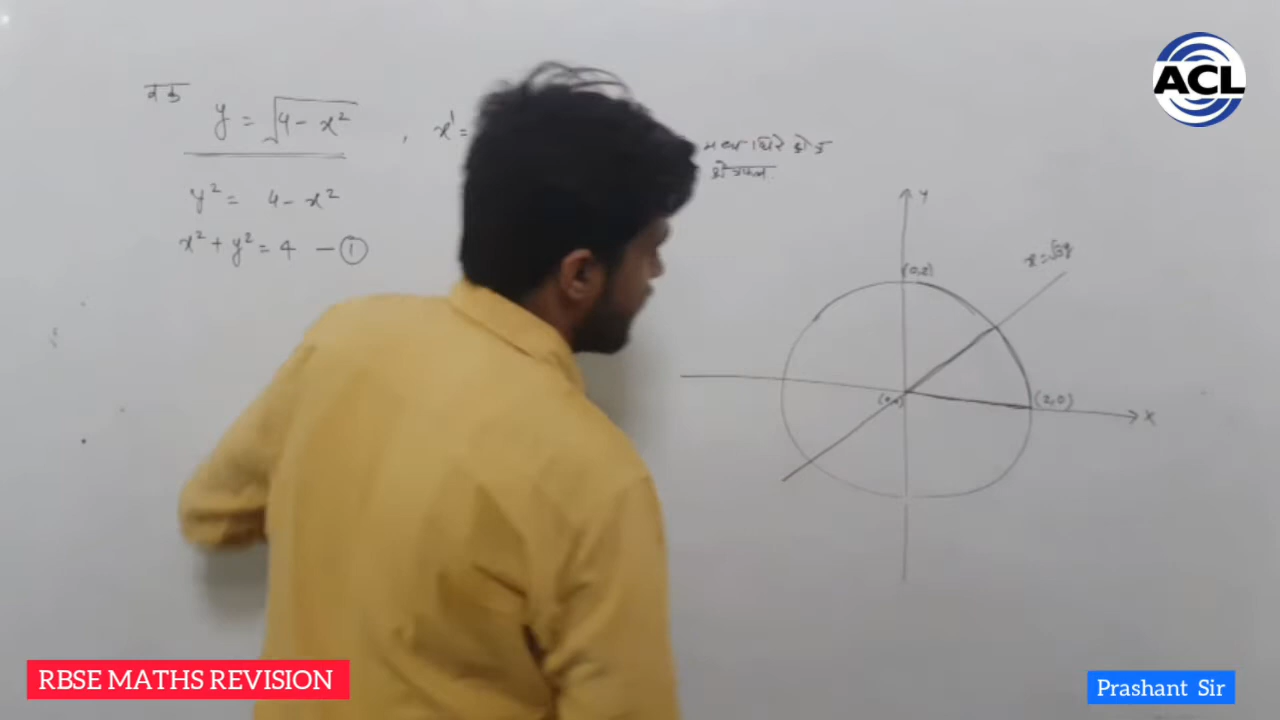 वक्र y = √4 - x² , x =
मध्य घिरे क्षेत्र
क्षेत्रफल.
y² = 4 - x²
x² + y² = 4 — ①
Y
x = √3y
(0,2)
(0,0)
(2,0)
X
ACL
RBSE MATHS REVISION
Prashant Sir